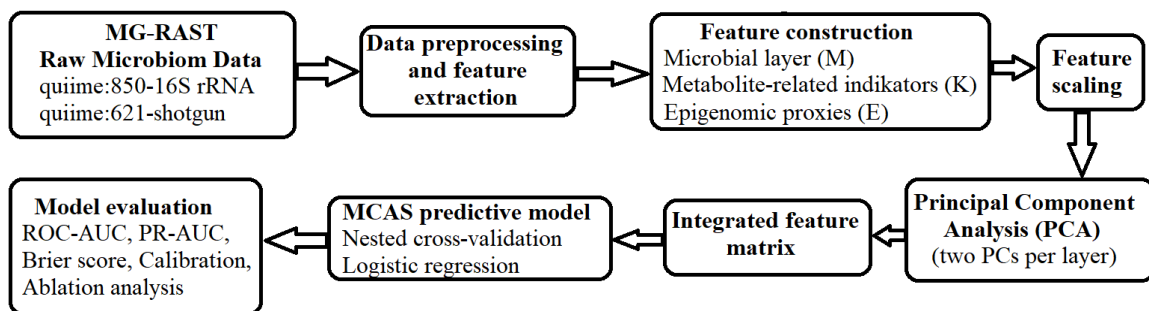 MG-RAST
Raw Microbiom Data
quiime:850-16S rRNA
quiime:621-shotgun
Data preprocessing
and feature
extraction
Feature construction
Microbial layer (M)
Metabolite-related indikators (K)
Epigenomic proxies (E)
Feature
scaling
Principal Component
Analysis (PCA)
(two PCs per layer)
Integrated feature
matrix
MCAS predictive model
Nested cross-validation
Logistic regression
Model evaluation
ROC-AUC, PR-AUC,
Brier score, Calibration,
Ablation analysis